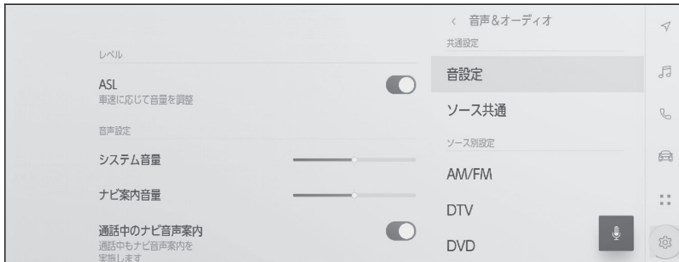 レベル
ASL
車速に応じて音量を調整
音声設定
システム音量
ナビ案内音量
通話中のナビ音声案内
通話中もナビ音声案内を
実施します
< 音声&オーディオ
共通設定
音設定
ソース共通
ソース別設定
AM/FM
DTV
DVD